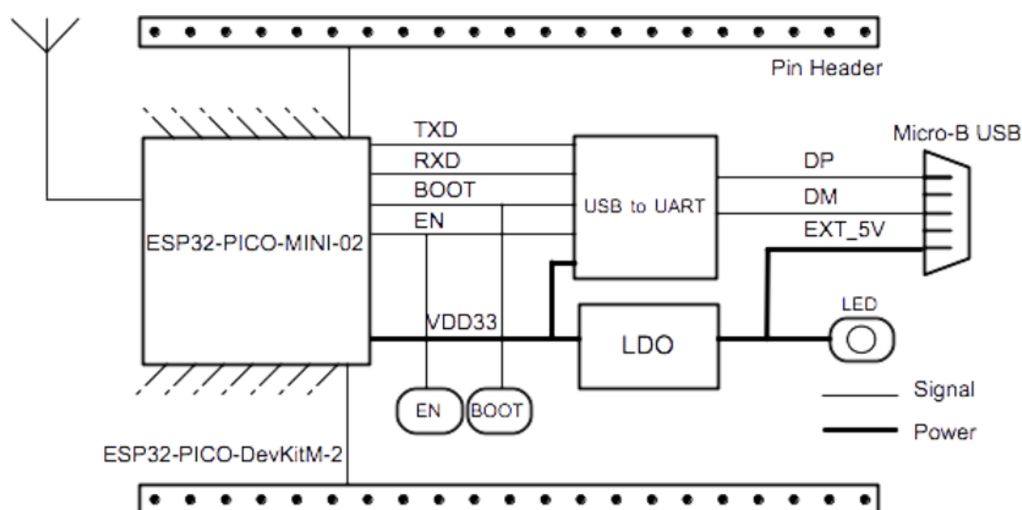 Pin Header
Micro-B USB
TXD
RXD
BOOT
EN
DP
DM
EXT_5V
USB to UART
ESP32-PICO-MINI-02
VDD33
LDO
LED
EN
BOOT
Signal
Power
ESP32-PICO-DevKitM-2